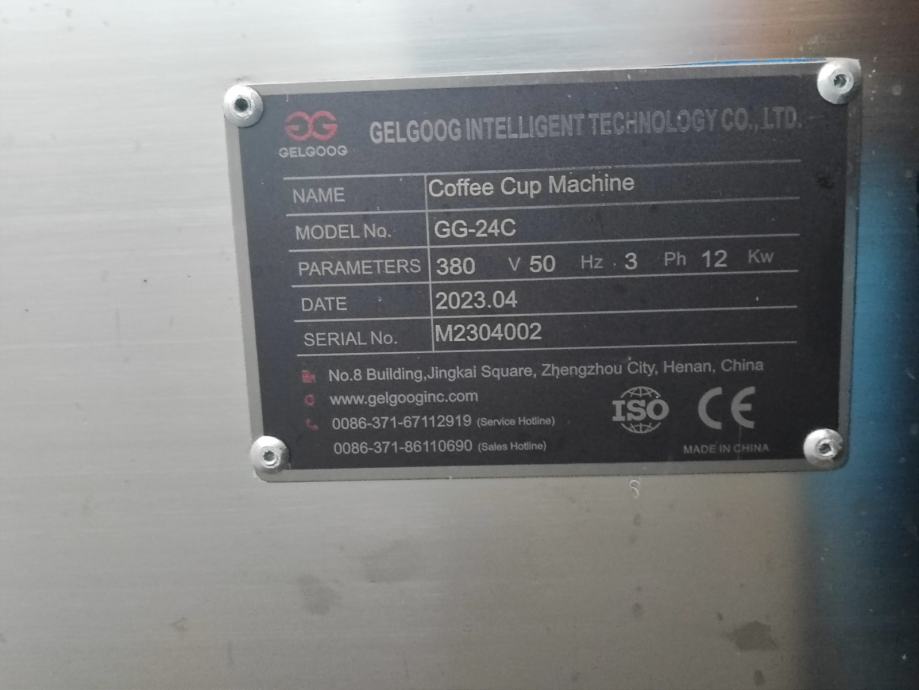 GG
GELGOOG
GELGOOG INTELLIGENT TECHNOLOGY CO., LTD.
NAME Coffee Cup Machine
MODEL No. GG-24C
PARAMETERS 380 V 50 Hz 3 Ph 12 Kw
DATE 2023.04
SERIAL No. M2304002
No.8 Building,Jingkai Square, Zhengzhou City, Henan, China
www.gelgooginc.com
0086-371-67112919 (Service Hotline)
0086-371-86110690 (Sales Hotline)
ISO CE
MADE IN CHINA